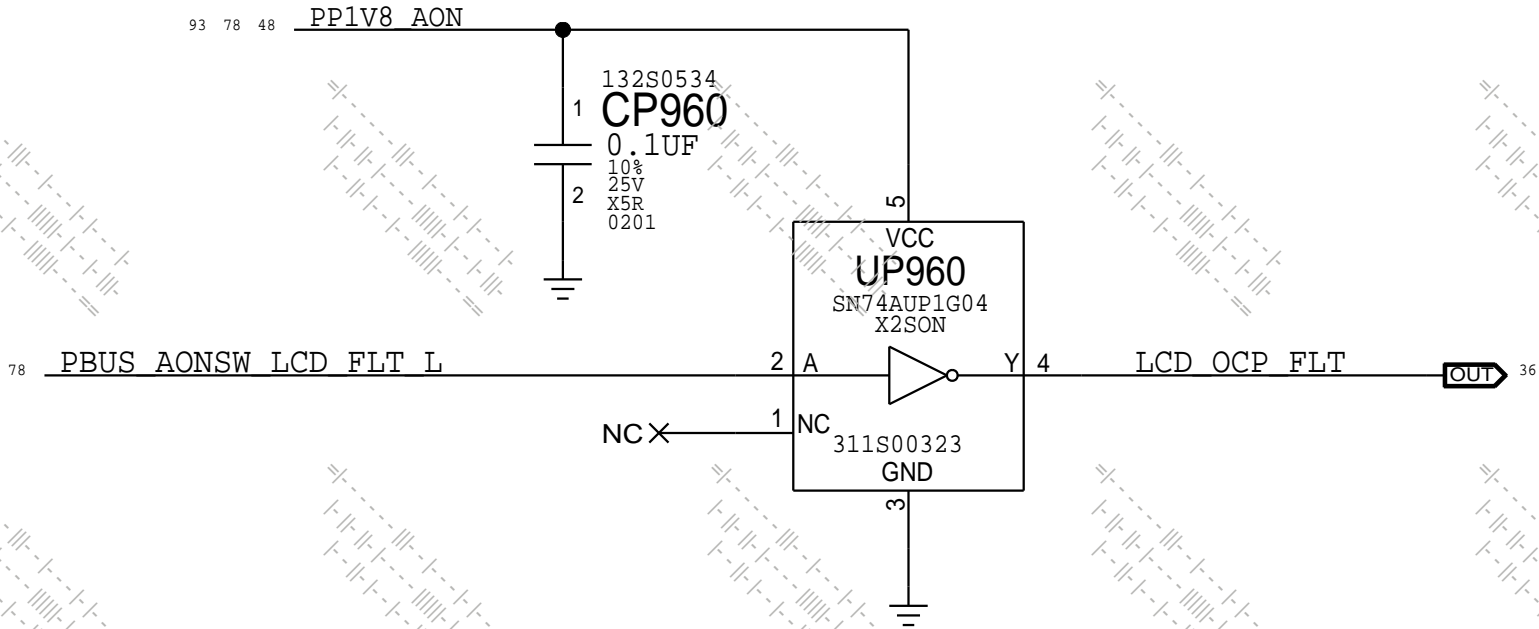 93 78 48 PP1V8_AON
132S0534
1 CP960
0.1UF
10%
25V
2 X5R
0201
5
VCC
UP960
SN74AUP1G04
X2SON
78 PBUS_AONSW_LCD_FLT_L 2 A Y 4 LCD_OCP_FLT OUT 36
NC 1 NC
311S00323
GND
3